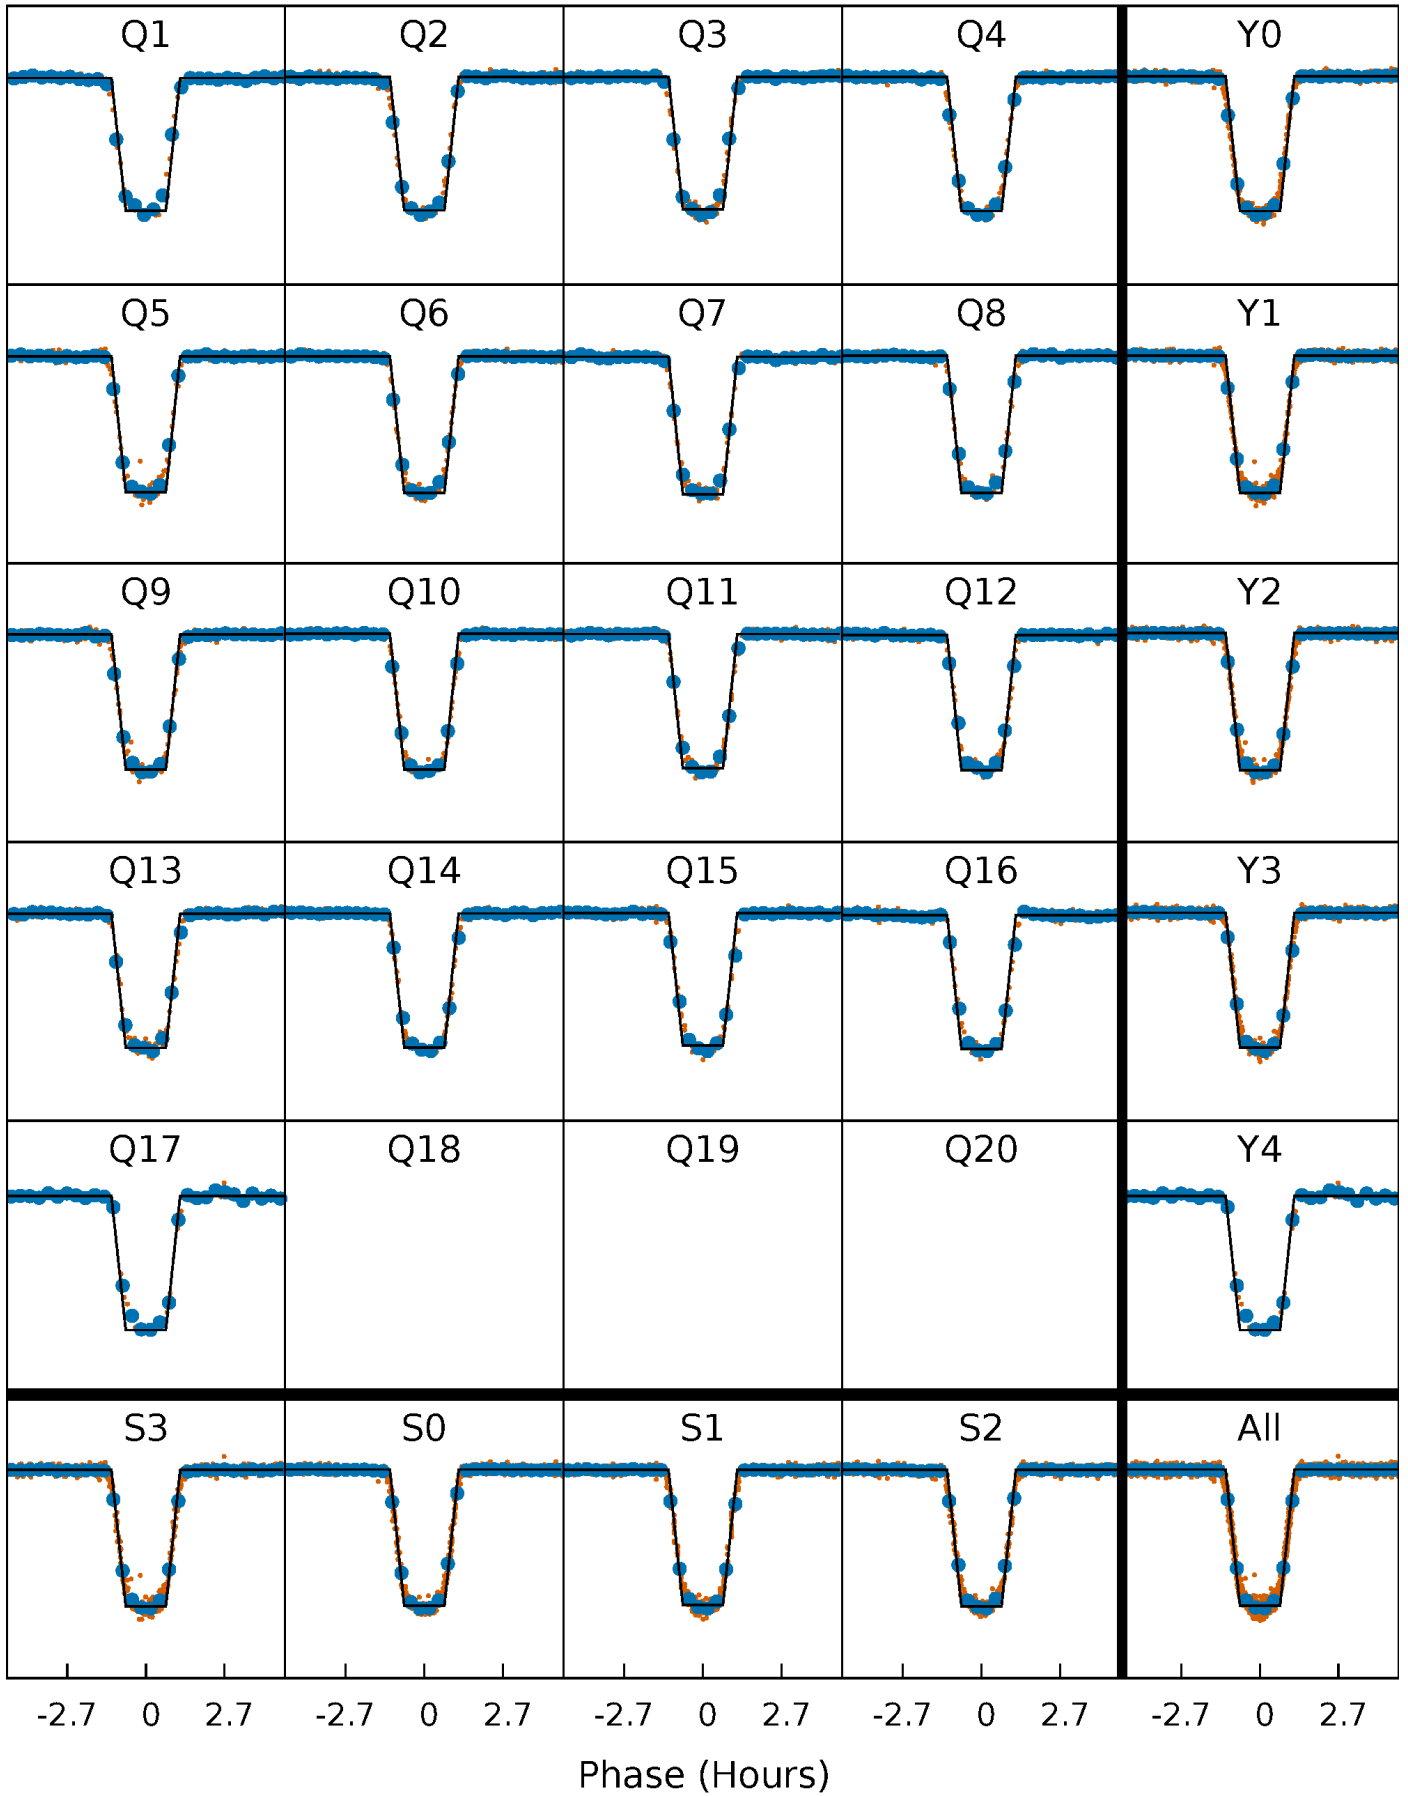 Q1 Q2 Q3 Q4 Y0
Q5 Q6 Q7 Q8 Y1
Q9 Q10 Q11 Q12 Y2
Q13 Q14 Q15 Q16 Y3
Q17 Q18 Q19 Q20 Y4
S3 S0 S1 S2 All
-2.7 0 2.7 -2.7 0 2.7 -2.7 0 2.7 -2.7 0 2.7 -2.7 0 2.7
Phase (Hours)